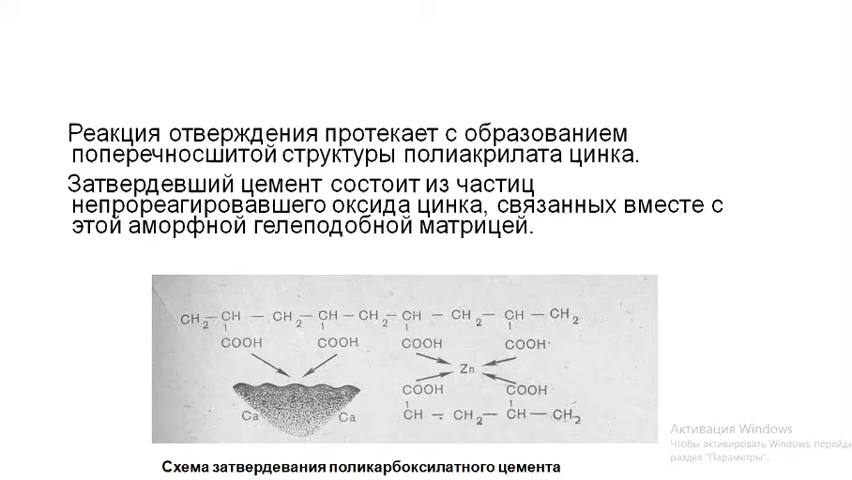 Реакция отверждения протекает с образованием
поперечносшитой структуры полиакрилата цинка.
Затвердевший цемент состоит из частиц
непрореагировавшего оксида цинка, связанных вместе с
этой аморфной гелеподобной матрицей.
CH2 – CH – CH2 – CH – CH2 – CH – CH2 – CH – CH2
COOH COOH COOH COOH
Zn
COOH COOH
Ca Ca CH – CH2 – CH – CH2
Схема затвердевания поликарбоксилатного цемента
Активация Windows
Чтобы активировать Windows, перейди
раздел "Параметры".